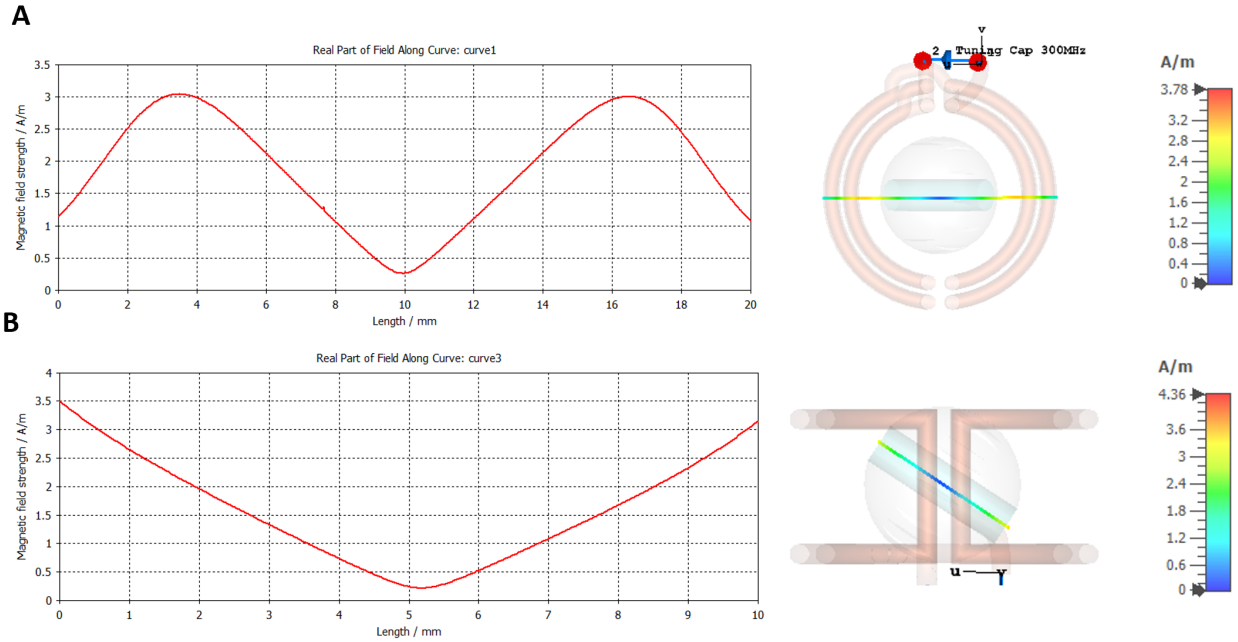 A
Real Part of Field Along Curve: curve1
Magnetic field strength / A/m
3.5
3
2.5
2
1.5
1
0.5
0
0 2 4 6 8 10 12 14 16 18 20
Length / mm
v
2 Tuning Cap 300MHz
A/m
3.78
3.2
2.8
2.4
2
1.6
1.2
0.8
0.4
0
B
Real Part of Field Along Curve: curve3
Magnetic field strength / A/m
4
3.5
3
2.5
2
1.5
1
0.5
0
0 1 2 3 4 5 6 7 8 9 10
Length / mm
u v
A/m
4.36
3.6
3
2.4
1.8
1.2
0.6
0